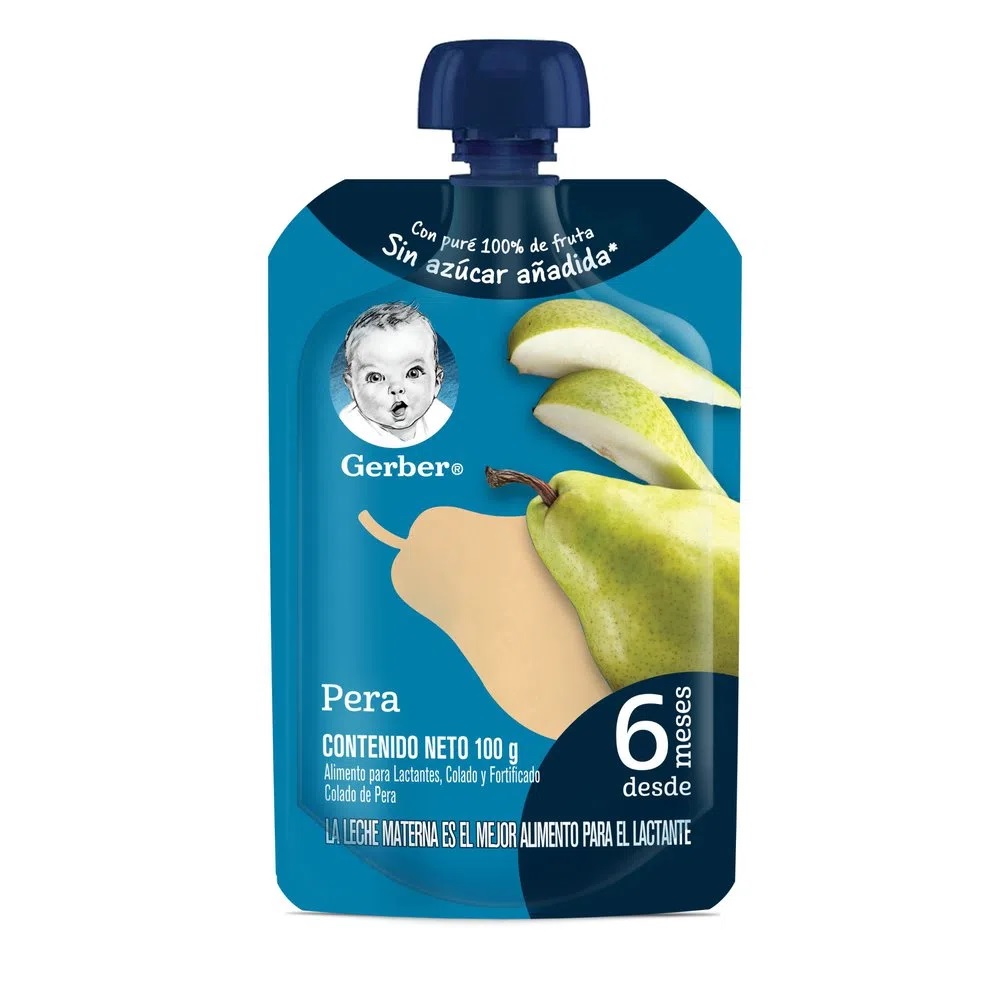 Con puré 100% de fruta
Sin azúcar añadida*
Gerber®
Pera
CONTENIDO NETO 100 g
Alimento para Lactantes, Colado y Fortificado
Colado de Pera
6 meses
desde
LA LECHE MATERNA ES EL MEJOR ALIMENTO PARA EL LACTANTE